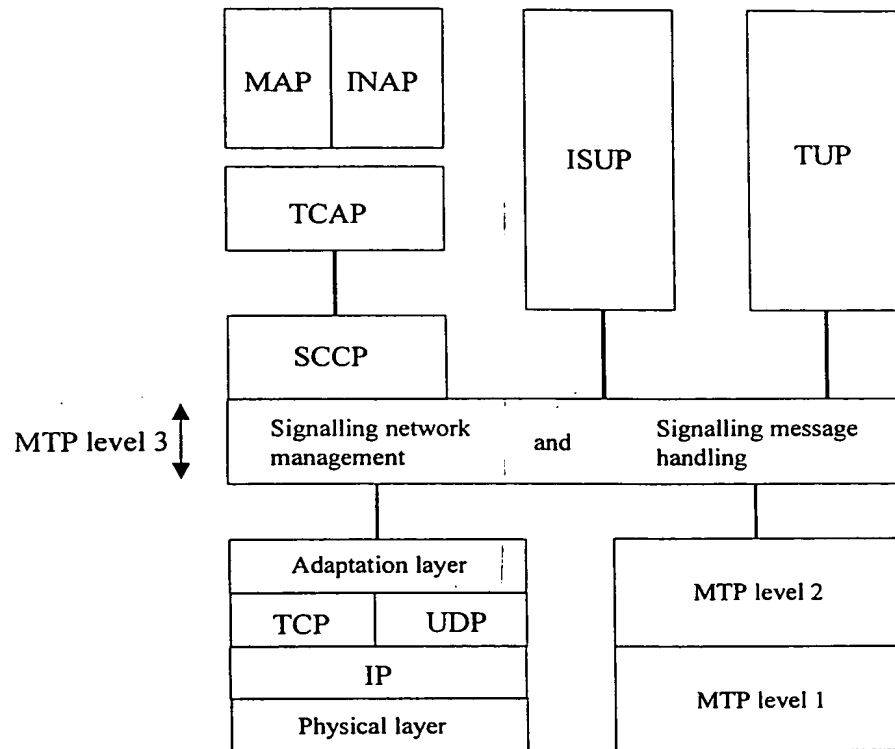 MAP INAP
ISUP
TUP
TCAP
SCCP
MTP level 3
Signalling network
management
and
Signalling message
handling
Adaptation layer
TCP UDP
IP
Physical layer
MTP level 2
MTP level 1